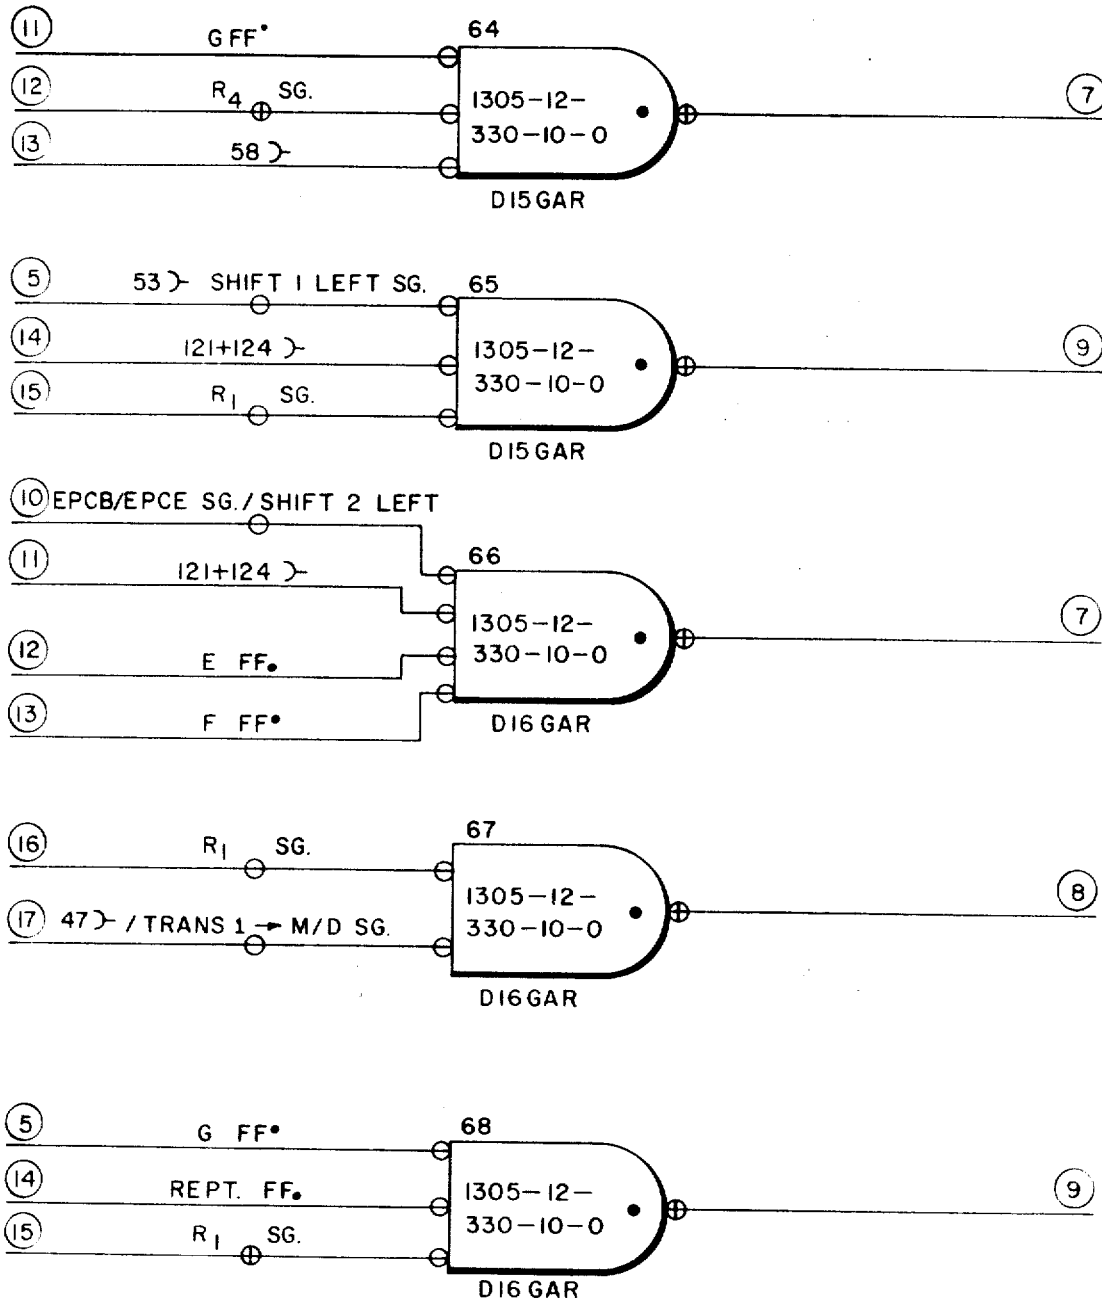 11 GFF• 64
12 R4 SG. 1305-12- 7
330-10-0
13 58
D15GAR
5 53 SHIFT 1 LEFT SG. 65
14 121+124 1305-12- 9
330-10-0
15 R1 SG.
D15GAR
10 EPCB/EPCE SG./SHIFT 2 LEFT
66
11 121+124
1305-12- 7
330-10-0
12 E FF•
13 F FF•
D16 GAR
16 R1 SG. 67
1305-12- 8
17 47 /TRANS 1 → M/D SG. 330-10-0
D16GAR
5 G FF• 68
14 REPT. FF• 1305-12- 9
330-10-0
15 R1 SG.
D16 GAR